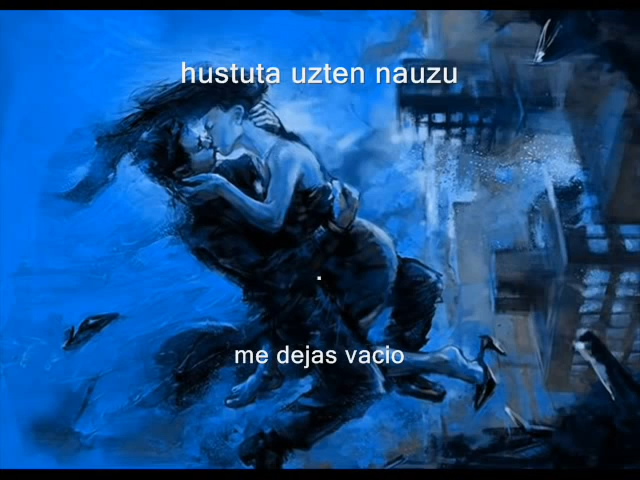 hustuta uzten nauzu
.
me dejas vacio